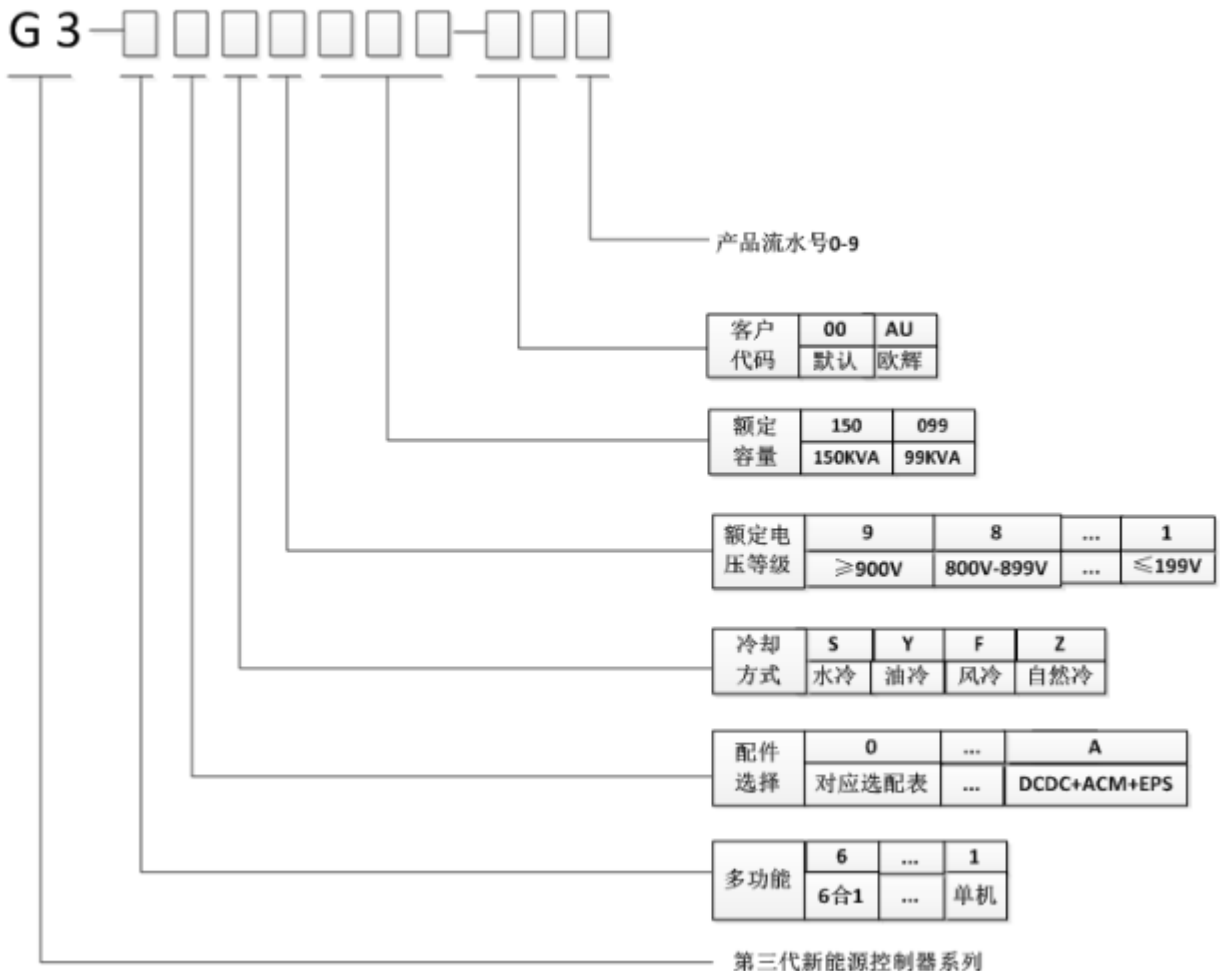 G 3
产品流水号0-9
客户代码 00 AU
默认 欧辉
额定容量 150 099
150KVA 99KVA
额定电压等级 9 8 ... 1
≥900V 800V-899V ... ≤199V
冷却方式 S Y F Z
水冷 油冷 风冷 自然冷
配件选择 0 ... A
对应选配表 ... DCDC+ACM+EPS
多功能 6 ... 1
6合1 ... 单机
第三代新能源控制器系列